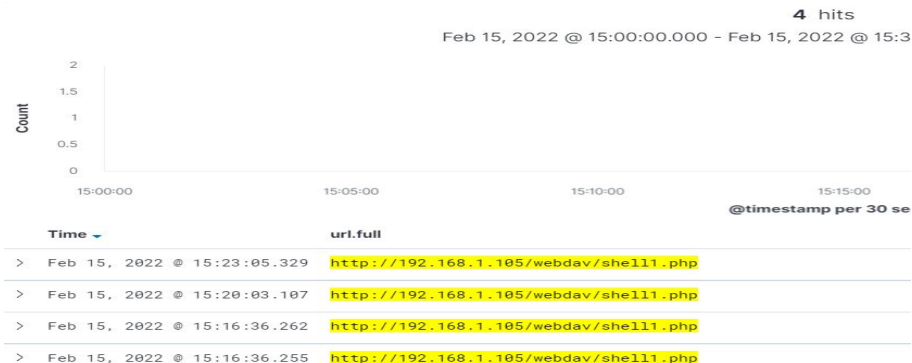 4 hits
Feb 15, 2022 @ 15:00:00.000 - Feb 15, 2022 @ 15:3
Count
2
1.5
1
0.5
0
15:00:00 15:05:00 15:10:00 15:15:00
@timestamp per 30 se
Time url.full
> Feb 15, 2022 @ 15:23:05.329 http://192.168.1.105/webdav/shell1.php
> Feb 15, 2022 @ 15:20:03.107 http://192.168.1.105/webdav/shell1.php
> Feb 15, 2022 @ 15:16:36.262 http://192.168.1.105/webdav/shell1.php
> Feb 15, 2022 @ 15:16:36.255 http://192.168.1.105/webdav/shell1.php